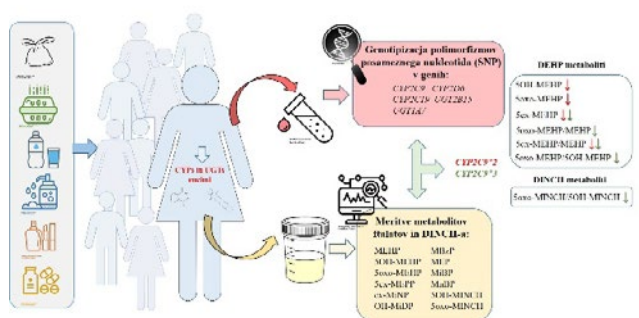 Genotipizacija polimorfizmov
posameznega nukleotida (SNP)
v genih:
CYP2C9 CYP2D6
CYP2C19 UGT2B15
UGT1A7
CYP in UGT
encimi
CYP2C9*2
CYP2C9*3
Meritve metabolitov
ftalatov in DINCH-a:
MEHP
5OH-MEHP MEP
5oxo-MEHP MiBP
5cx-MEPP MnBP
cx-MiNP 5OH-MINCH
OH-MiDP 5oxo-MINCH
DEHP metaboliti
5OH-MEHP ↓
5oxo-MEHP ↓
5cx-MEHP ↓↓
5oxo-MEHP/MEHP ↓
5cx-MEHP/MEHP ↓↓
5oxo-MEHP/5OH-MEHP ↓
DINCH metaboliti
5oxo-MINCH/5OH-MINCH ↓